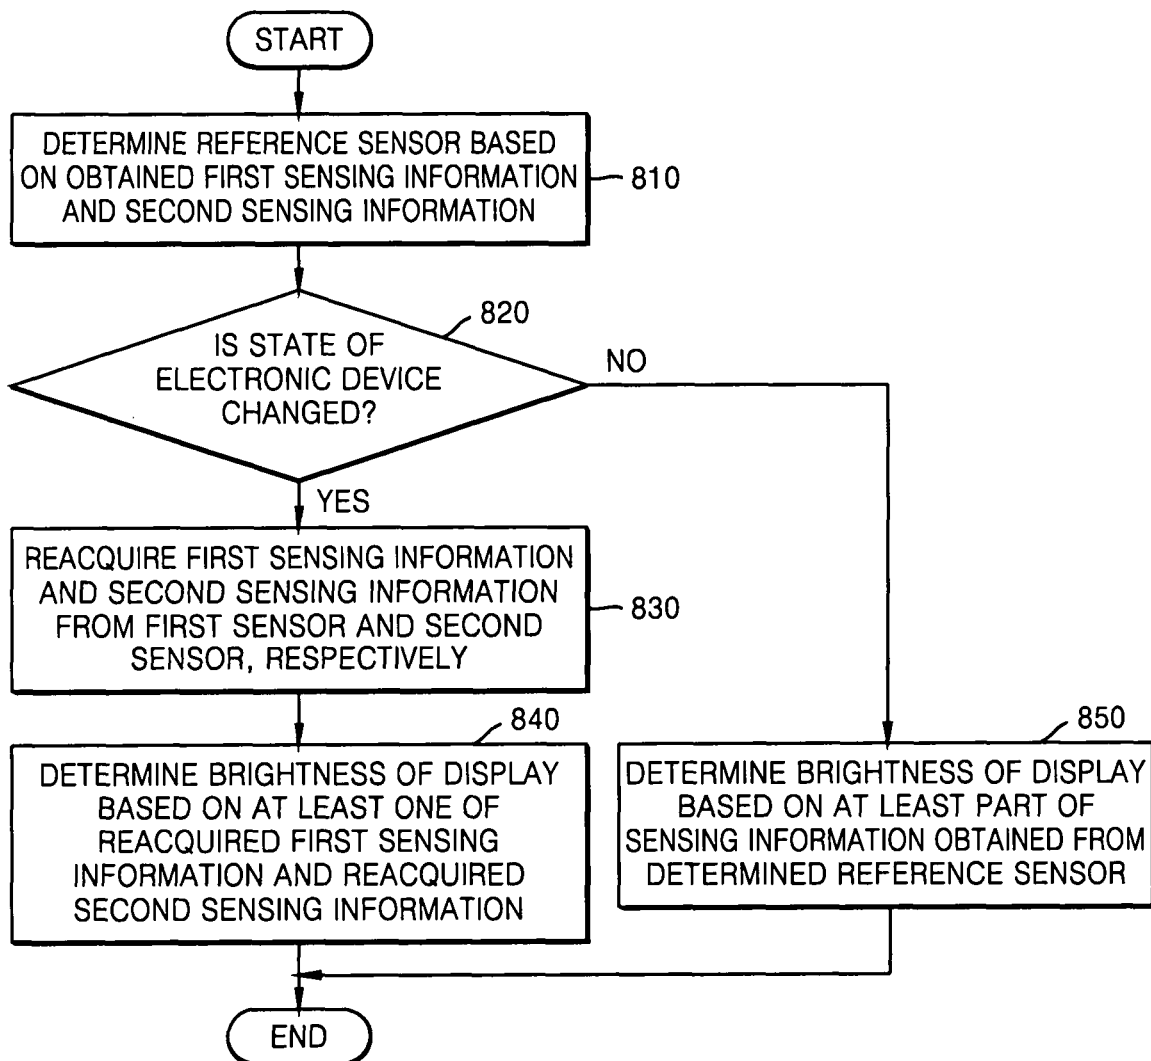 START
DETERMINE REFERENCE SENSOR BASED
ON OBTAINED FIRST SENSING INFORMATION
AND SECOND SENSING INFORMATION
810
820
IS STATE OF
ELECTRONIC DEVICE
CHANGED?
NO
YES
REACQUIRE FIRST SENSING INFORMATION
AND SECOND SENSING INFORMATION
FROM FIRST SENSOR AND SECOND
SENSOR, RESPECTIVELY
830
840
DETERMINE BRIGHTNESS OF DISPLAY
BASED ON AT LEAST ONE OF
REACQUIRED FIRST SENSING
INFORMATION AND REACQUIRED
SECOND SENSING INFORMATION
850
DETERMINE BRIGHTNESS OF DISPLAY
BASED ON AT LEAST PART OF
SENSING INFORMATION OBTAINED FROM
DETERMINED REFERENCE SENSOR
END